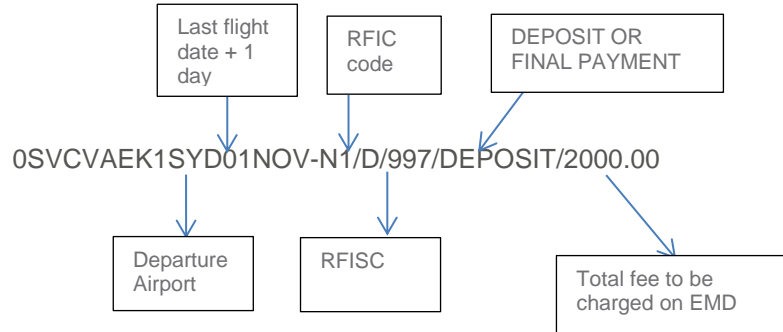 Last flight
date + 1
day
RFIC
code
DEPOSIT OR
FINAL PAYMENT
0SVCVAEK1SYD01NOV-N1/D/997/DEPOSIT/2000.00
Departure
Airport
RFISC
Total fee to be
charged on EMD